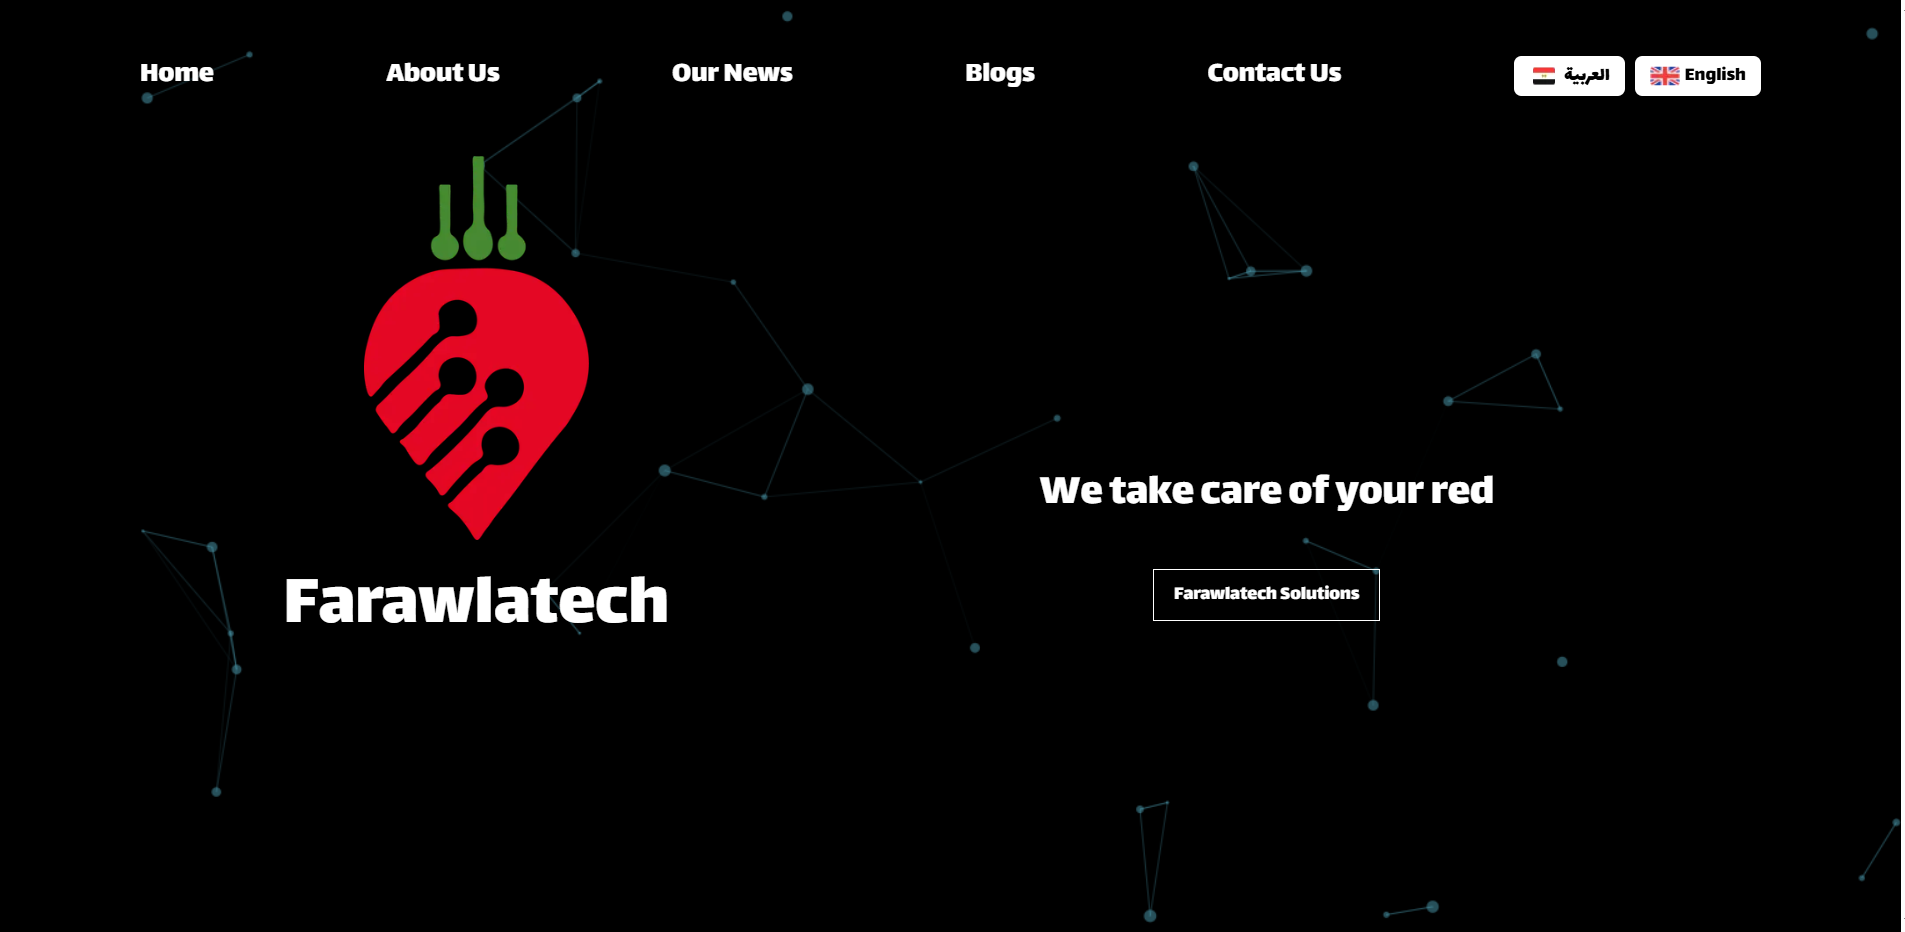 Home
About Us
Our News
Blogs
Contact Us
العربية
English
We take care of your red
Farawlatech Solutions
Farawlatech